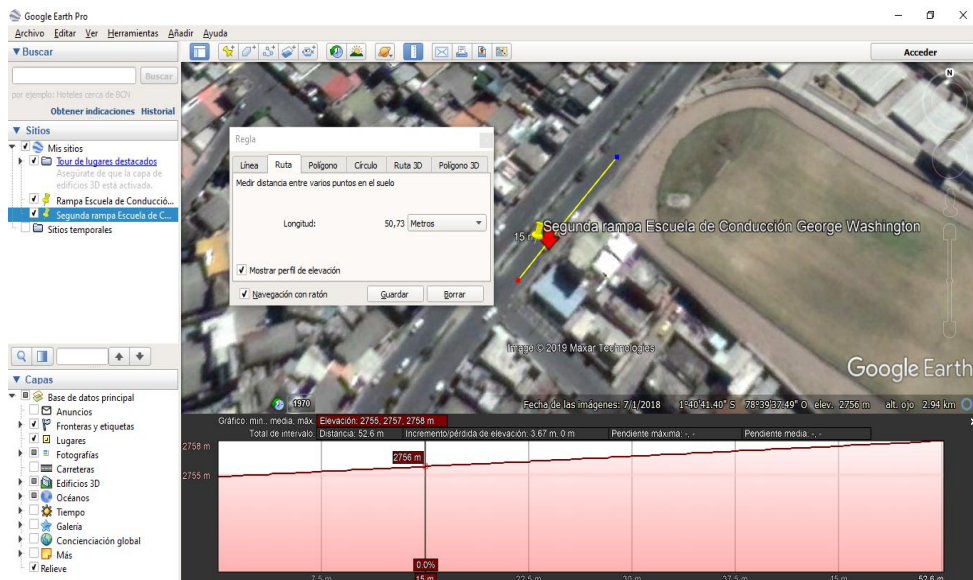 Google Earth Pro
Archivo Editar Ver Herramientas Añadir Ayuda
Buscar
Acceder
Buscar
por ejemplo: Hoteles cerca de BCN
Obtener indicaciones Historial
Sitios
Mis sitios
Tour de lugares destacados
Asegúrate de que la capa de
edificios 3D está activada.
Rampa Escuela de Conducció...
Segunda rampa Escuela de C...
Sitios temporales
Regla
Línea Ruta Polígono Círculo Ruta 3D Polígono 3D
Medir distancia entre varios puntos en el suelo
Longitud: 50,73 Metros
Mostrar perfil de elevación
Navegación con ratón Guardar Borrar
N
Segunda rampa Escuela de Conducción George Washington
15 m
Image © 2019 Maxar Technologies
Google Earth
1970
Fecha de las imágenes: 7/1/2018 1°40'41.40" S 78°39'37.49" O elev. 2756 m alt. ojo 2.94 km
Capas
Base de datos principal
Anuncios
Fronteras y etiquetas
Lugares
Fotografías
Carreteras
Edificios 3D
Océanos
Tiempo
Galería
Concienciación global
Más
Relieve
Gráfico: min., media, máx. Elevación: 2755, 2757, 2758 m
Total de intervalo: Distancia: 52.6 m Incremento/pérdida de elevación: 3.67 m, 0 m Pendiente máxima: -, - Pendiente media: -, -
2758 m
2756 m
2755 m
0.0%
7.5 m 15 m 22.5 m 30 m 37.5 m 45 m 52.6 m